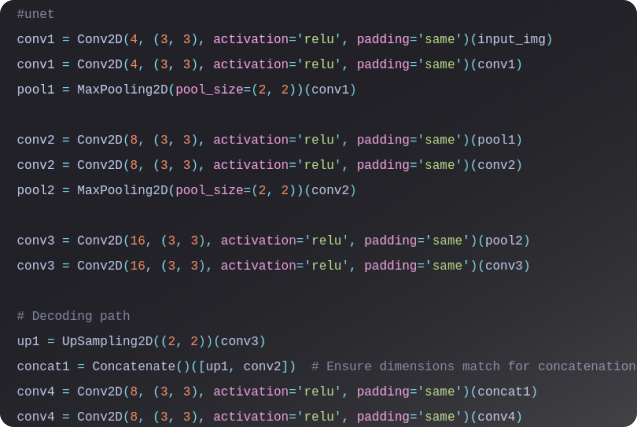 #unet
conv1 = Conv2D(4, (3, 3), activation='relu', padding='same')(input_img)
conv1 = Conv2D(4, (3, 3), activation='relu', padding='same')(conv1)
pool1 = MaxPooling2D(pool_size=(2, 2))(conv1)
conv2 = Conv2D(8, (3, 3), activation='relu', padding='same')(pool1)
conv2 = Conv2D(8, (3, 3), activation='relu', padding='same')(conv2)
pool2 = MaxPooling2D(pool_size=(2, 2))(conv2)
conv3 = Conv2D(16, (3, 3), activation='relu', padding='same')(pool2)
conv3 = Conv2D(16, (3, 3), activation='relu', padding='same')(conv3)
# Decoding path
up1 = UpSampling2D((2, 2))(conv3)
concat1 = Concatenate()([up1, conv2])  # Ensure dimensions match for concatenation
conv4 = Conv2D(8, (3, 3), activation='relu', padding='same')(concat1)
conv4 = Conv2D(8, (3, 3), activation='relu', padding='same')(conv4)